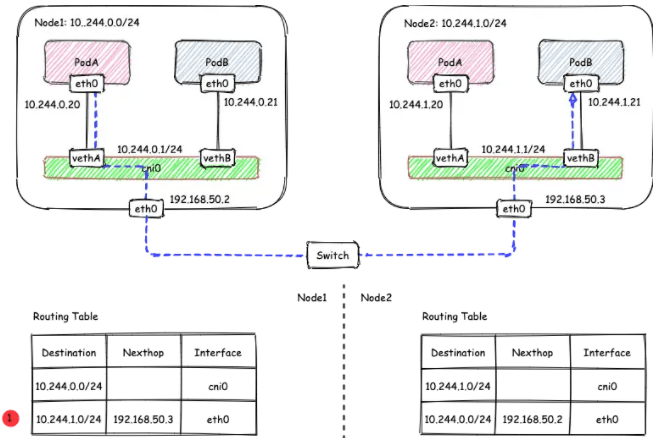 Node1: 10..244.0.0/24
PodA
PodB
eth0
eth0
10.244.0.20
10.244.0.21
10.244.0.1/24
vethA
vethB
cni0
eth0
192.168.50.2
Node2: 10.244.1.0/24
PodA
PodB
eth0
eth0
10.244.1.20
10.244.1.21
10.244.1.1/24
vethA
vethB
cni0
eth0
192.168.50.3
Switch
Node1
Node2
Routing Table
Destination Nexthop Interface
10.244.0.0/24 cni0
1 10.244.1.0/24 192.168.50.3 eth0
Routing Table
Destination Nexthop Interface
10.244.1.0/24 cni0
10.244.0.0/24 192.168.50.2 eth0